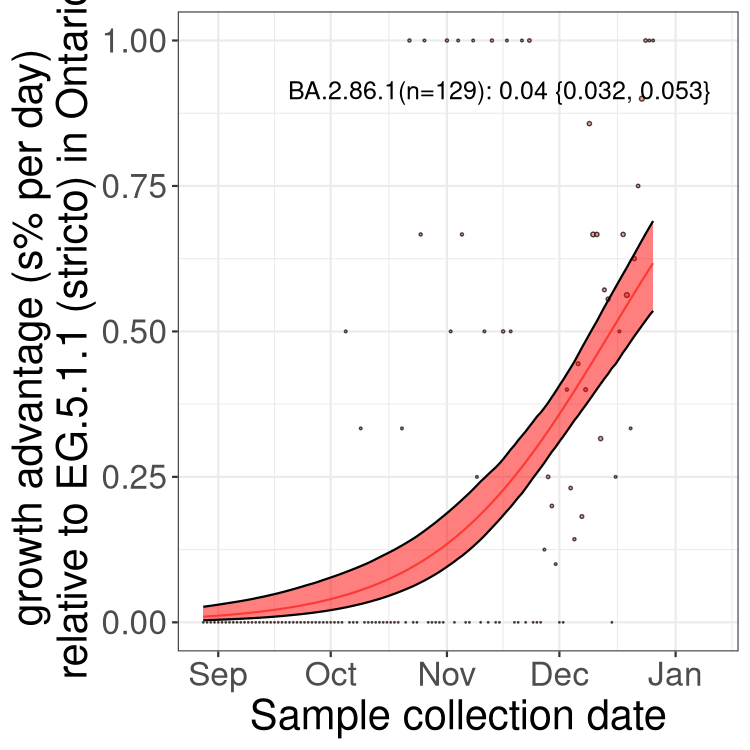 growth advantage (s% per day)
relative to EG.5.1.1 (stricto) in Ontario
1.00
0.75
0.50
0.25
0.00
BA.2.86.1(n=129): 0.04 {0.032, 0.053}
Sep Oct Nov Dec Jan
Sample collection date